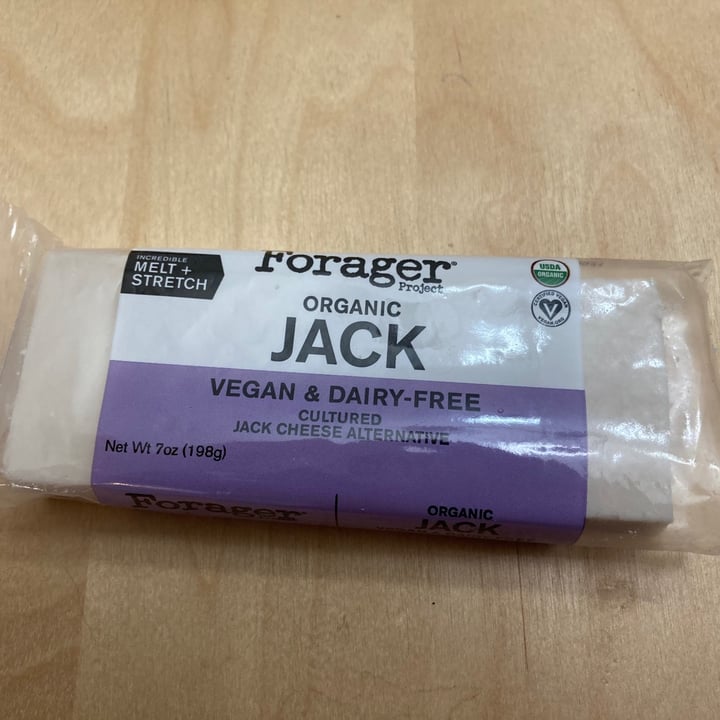 INCREDIBLE
MELT +
STRETCH
Forager
Project
USDA
ORGANIC
CERTIFIED VEGAN
VEGAN.ORG
ORGANIC
JACK
VEGAN & DAIRY-FREE
CULTURED
JACK CHEESE ALTERNATIVE
Net Wt 7oz (198g)
Forager
ORGANIC
JACK